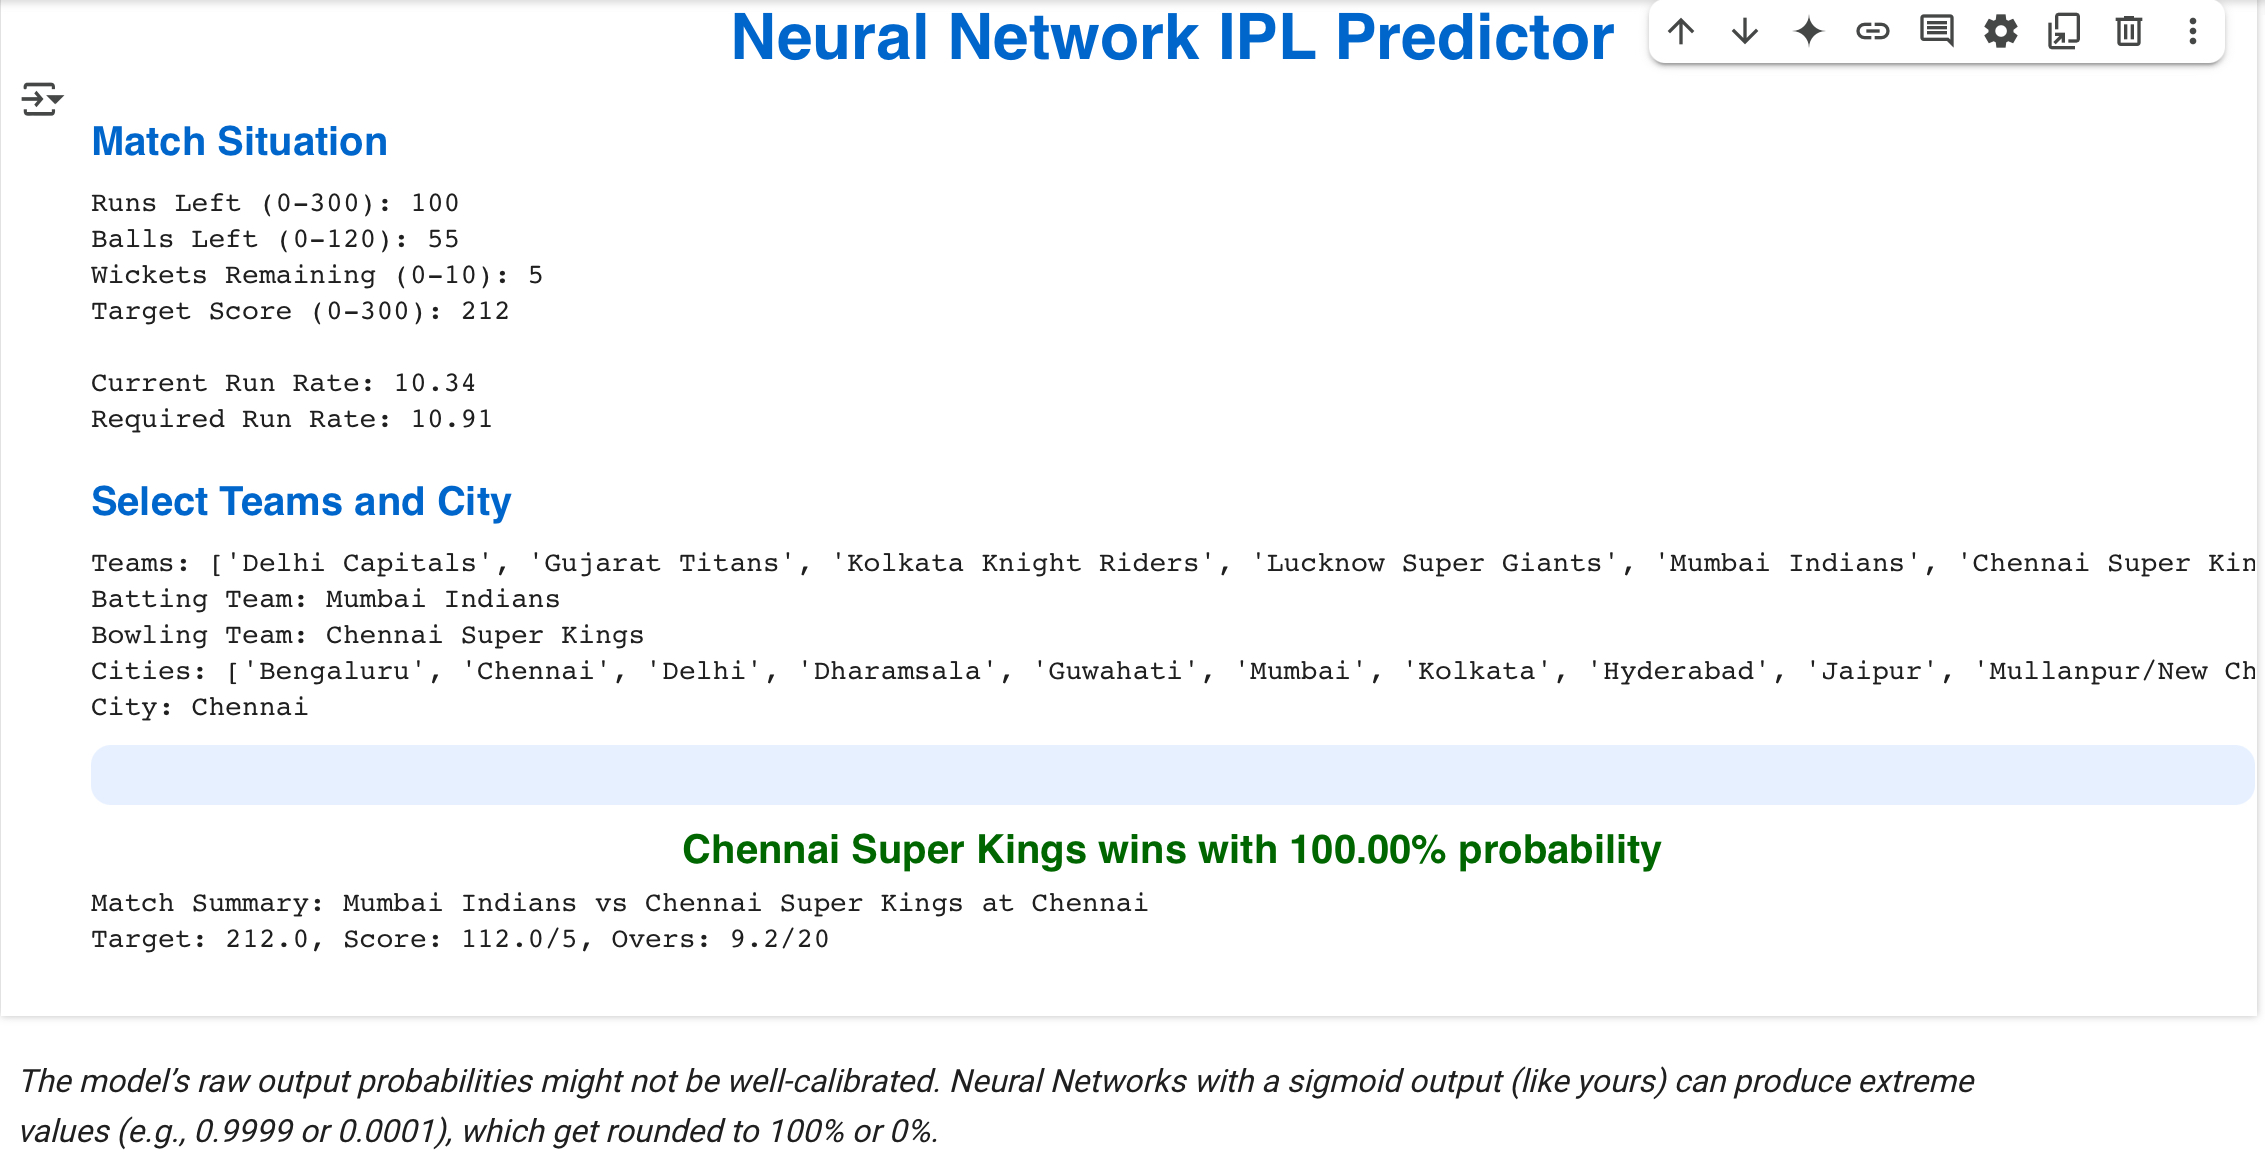 Neural Network IPL Predictor
Match Situation
Runs Left (0-300): 100
Balls Left (0-120): 55
Wickets Remaining (0-10): 5
Target Score (0-300): 212
Current Run Rate: 10.34
Required Run Rate: 10.91
Select Teams and City
Teams: ['Delhi Capitals', 'Gujarat Titans', 'Kolkata Knight Riders', 'Lucknow Super Giants', 'Mumbai Indians', 'Chennai Super Kin
Batting Team: Mumbai Indians
Bowling Team: Chennai Super Kings
Cities: ['Bengaluru', 'Chennai', 'Delhi', 'Dharamsala', 'Guwahati', 'Mumbai', 'Kolkata', 'Hyderabad', 'Jaipur', 'Mullanpur/New Ch
City: Chennai
Chennai Super Kings wins with 100.00% probability
Match Summary: Mumbai Indians vs Chennai Super Kings at Chennai
Target: 212.0, Score: 112.0/5, Overs: 9.2/20
The model’s raw output probabilities might not be well-calibrated. Neural Networks with a sigmoid output (like yours) can produce extreme
values (e.g., 0.9999 or 0.0001), which get rounded to 100% or 0%.